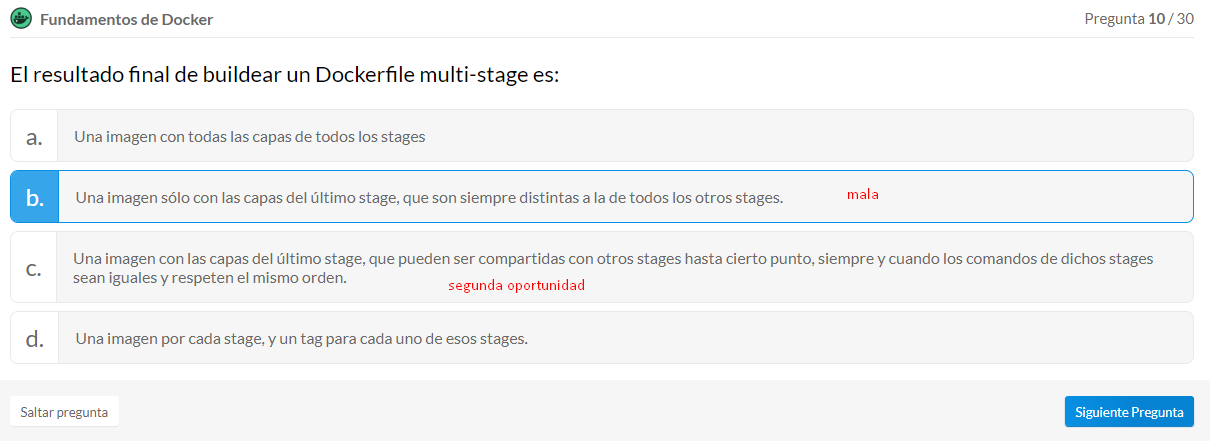 Fundamentos de Docker
Pregunta 10 / 30
El resultado final de buildear un Dockerfile multi-stage es:
a. Una imagen con todas las capas de todos los stages
b. Una imagen sólo con las capas del último stage, que son siempre distintas a la de todos los otros stages. mala
c. Una imagen con las capas del último stage, que pueden ser compartidas con otros stages hasta cierto punto, siempre y cuando los comandos de dichos stages
sean iguales y respeten el mismo orden.
segunda oportunidad
d. Una imagen por cada stage, y un tag para cada uno de esos stages.
Saltar pregunta
Siguiente Pregunta